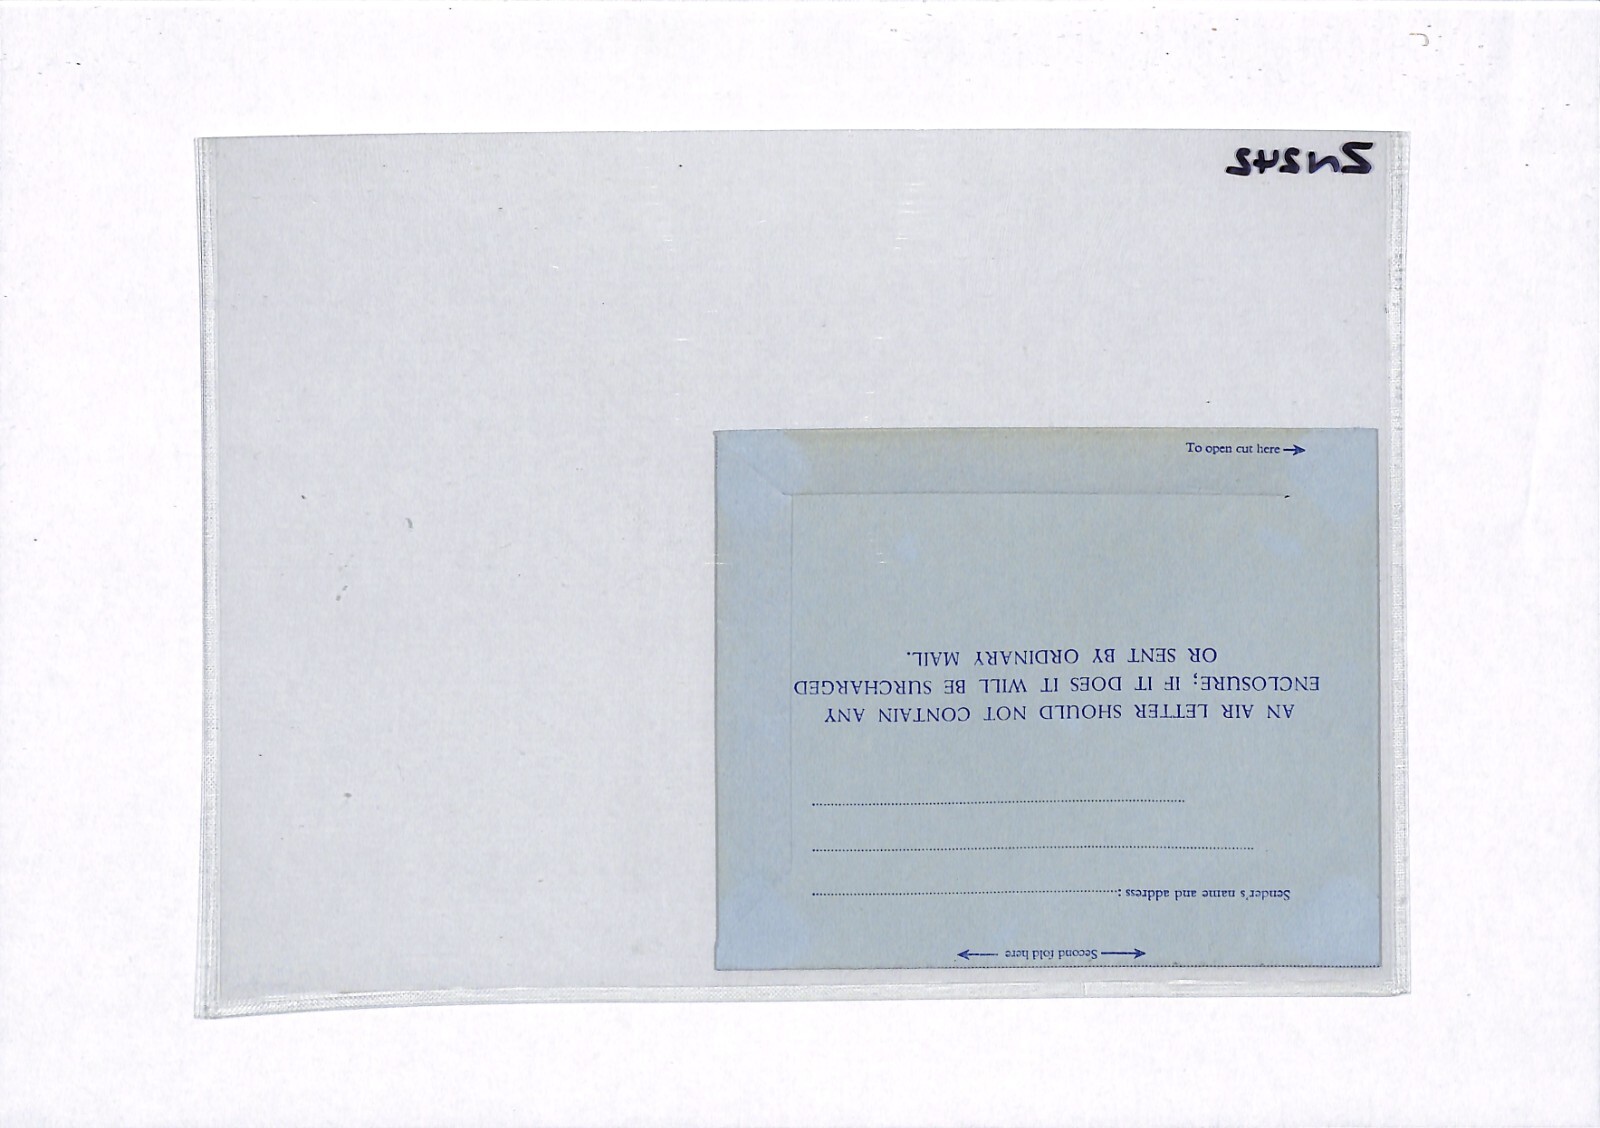 To open cut here
Second fold here
Sender's name and address :
AN AIR LETTER SHOULD NOT CONTAIN ANY
ENCLOSURE; IF IT DOES IT WILL BE SURCHARGED
OR SENT BY ORDINARY MAIL.